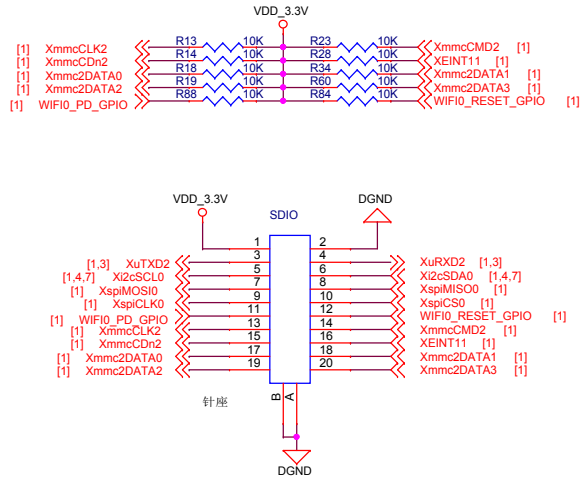 VDD_3.3V
[1] XmmcCLK2 R13 10K R23 10K XmmcCMD2 [1]
[1] XmmcCDn2 R14 10K R28 10K XEINT11 [1]
[1] Xmmc2DATA0 R18 10K R34 10K Xmmc2DATA1 [1]
[1] Xmmc2DATA2 R19 10K R60 10K Xmmc2DATA3 [1]
[1] WIFI0_PD_GPIO R88 10K R84 10K WIFI0_RESET_GPIO [1]
VDD_3.3V DGND
SDIO
1 2
[1,3] XuTXD2 3 4 XuRXD2 [1,3]
[1,4,7] Xi2cSCL0 5 6 Xi2cSDA0 [1,4,7]
[1] XspiMOSI0 7 8 XspiMISO0 [1]
[1] XspiCLK0 9 10 XspiCS0 [1]
[1] WIFI0_PD_GPIO 11 12 WIFI0_RESET_GPIO [1]
[1] XmmcCLK2 13 14 XmmcCMD2 [1]
[1] XmmcCDn2 15 16 XEINT11 [1]
[1] Xmmc2DATA0 17 18 Xmmc2DATA1 [1]
[1] Xmmc2DATA2 19 20 Xmmc2DATA3 [1]
针座 B A
DGND